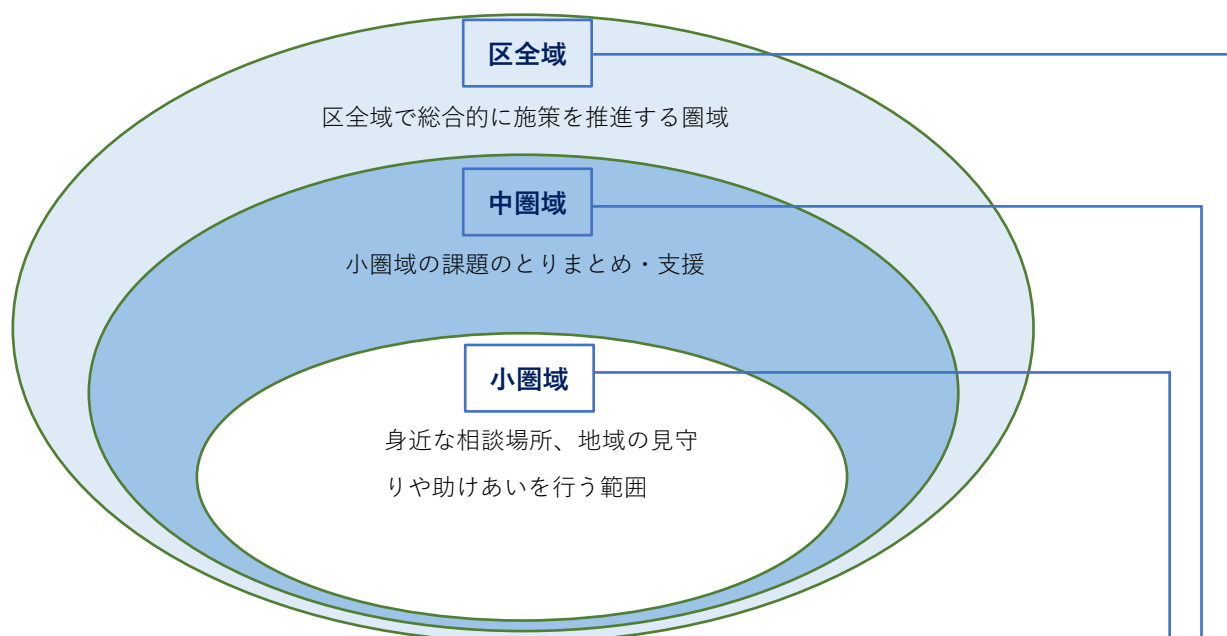 区全域
区全域で総合的に施策を推進する圏域
中圏域
小圏域の課題のとりまとめ・支援
小圏域
身近な相談場所、地域の見守
りや助けあいを行う範囲